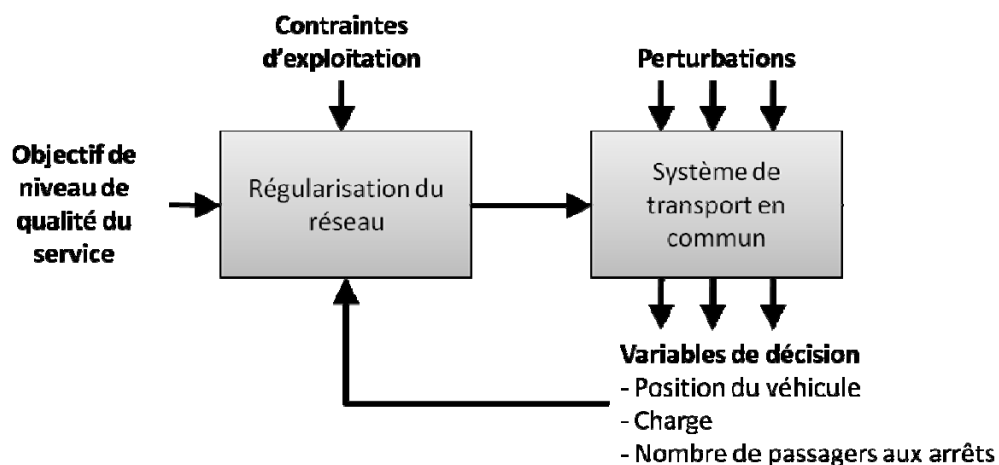 Contraintes
d'exploitation
Perturbations
Objectif de
niveau de
qualité du
service
Régularisation du
réseau
Système de
transport en
commun
Variables de décision
- Position du véhicule
- Charge
- Nombre de passagers aux arrêts